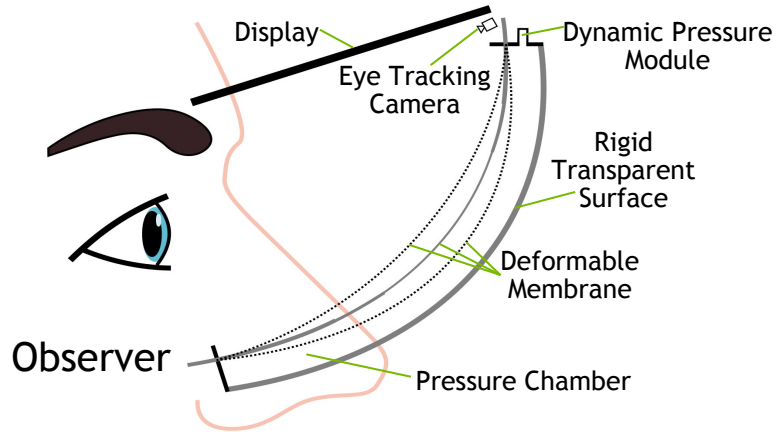 Display
Dynamic Pressure
Module
Eye Tracking
Camera
Rigid
Transparent
Surface
Deformable
Membrane
Observer
Pressure Chamber